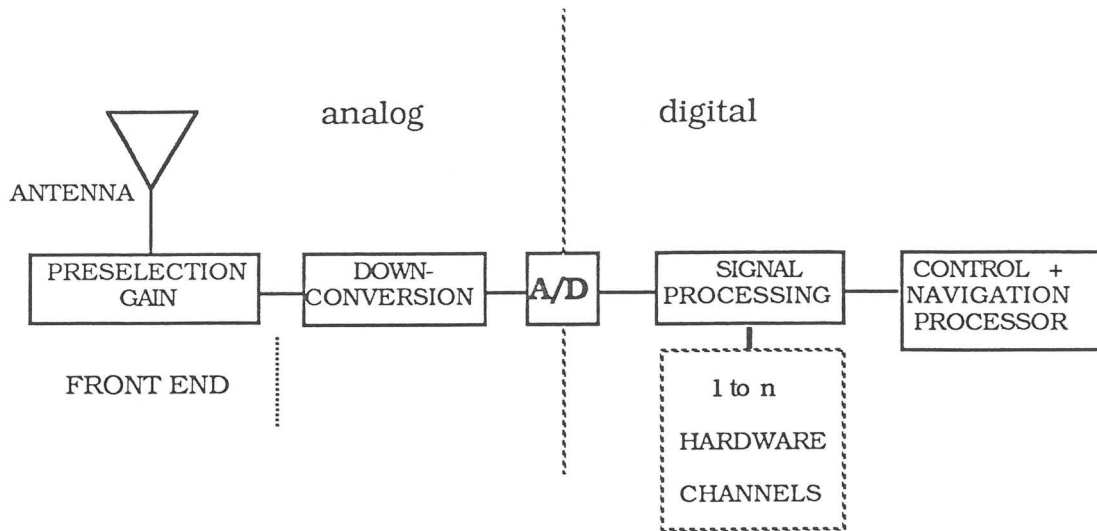 analog
digital
ANTENNA
PRESELECTION
GAIN
DOWN-
CONVERSION
A/D
SIGNAL
PROCESSING
CONTROL +
NAVIGATION
PROCESSOR
FRONT END
1 to n
HARDWARE
CHANNELS